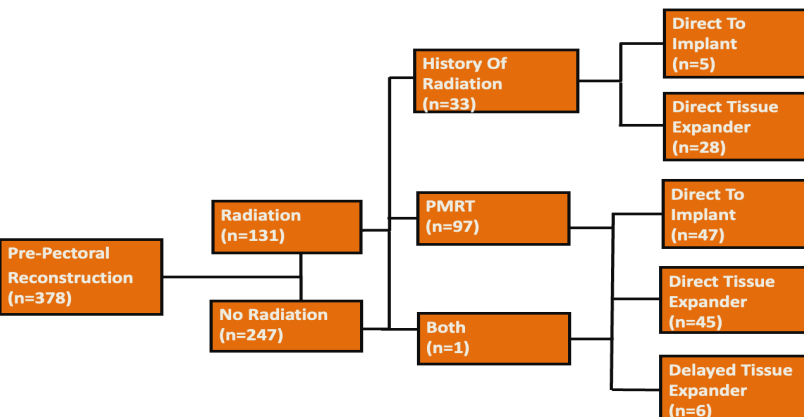 Pre-Pectoral
Reconstruction
(n=378)
Radiation
(n=131)
No Radiation
(n=247)
History Of
Radiation
(n=33)
PMRT
(n=97)
Both
(n=1)
Direct To
Implant
(n=5)
Direct Tissue
Expander
(n=28)
Direct To
Implant
(n=47)
Direct Tissue
Expander
(n=45)
Delayed Tissue
Expander
(n=6)